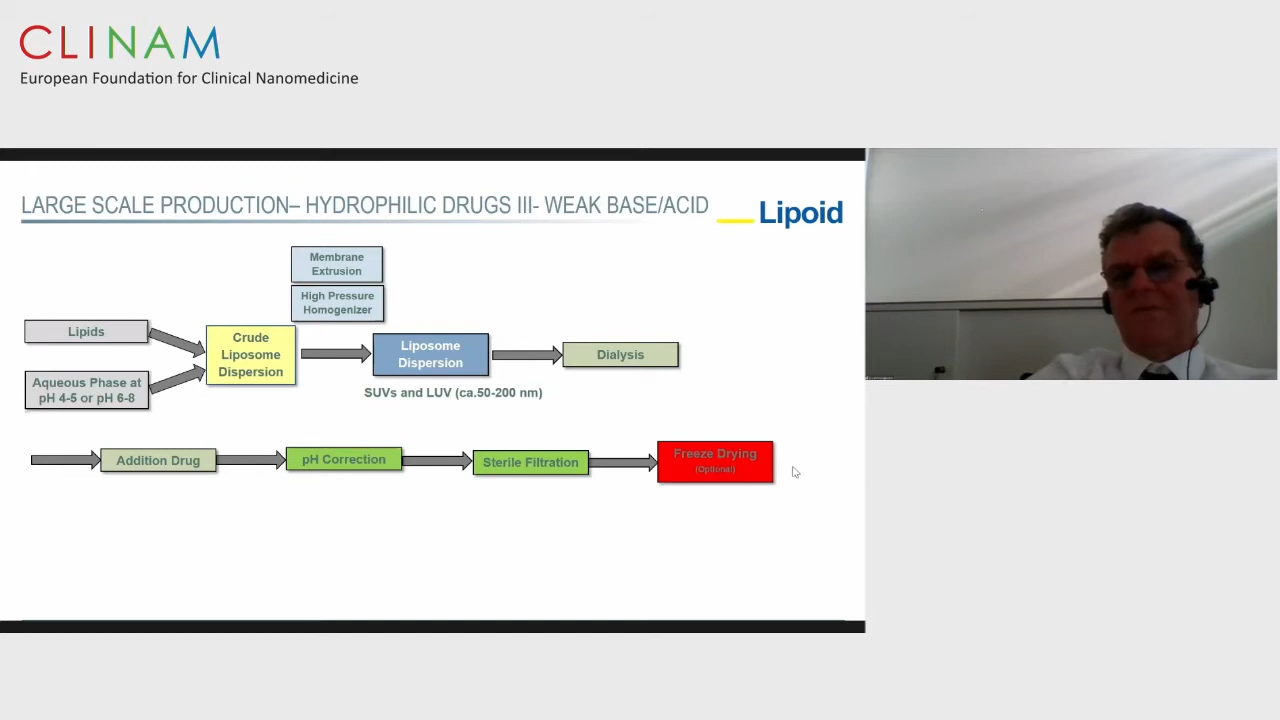 CLINAM
European Foundation for Clinical Nanomedicine
LARGE SCALE PRODUCTION– HYDROPHILIC DRUGS III- WEAK BASE/ACID
Lipoid
Membrane
Extrusion
High Pressure
Homogenizer
Lipids
Aqueous Phase at
pH 4-5 or pH 6-8
Crude
Liposome
Dispersion
Liposome
Dispersion
SUVs and LUV (ca.50-200 nm)
Dialysis
Addition Drug
pH Correction
Sterile Filtration
Freeze Drying
(Optional)